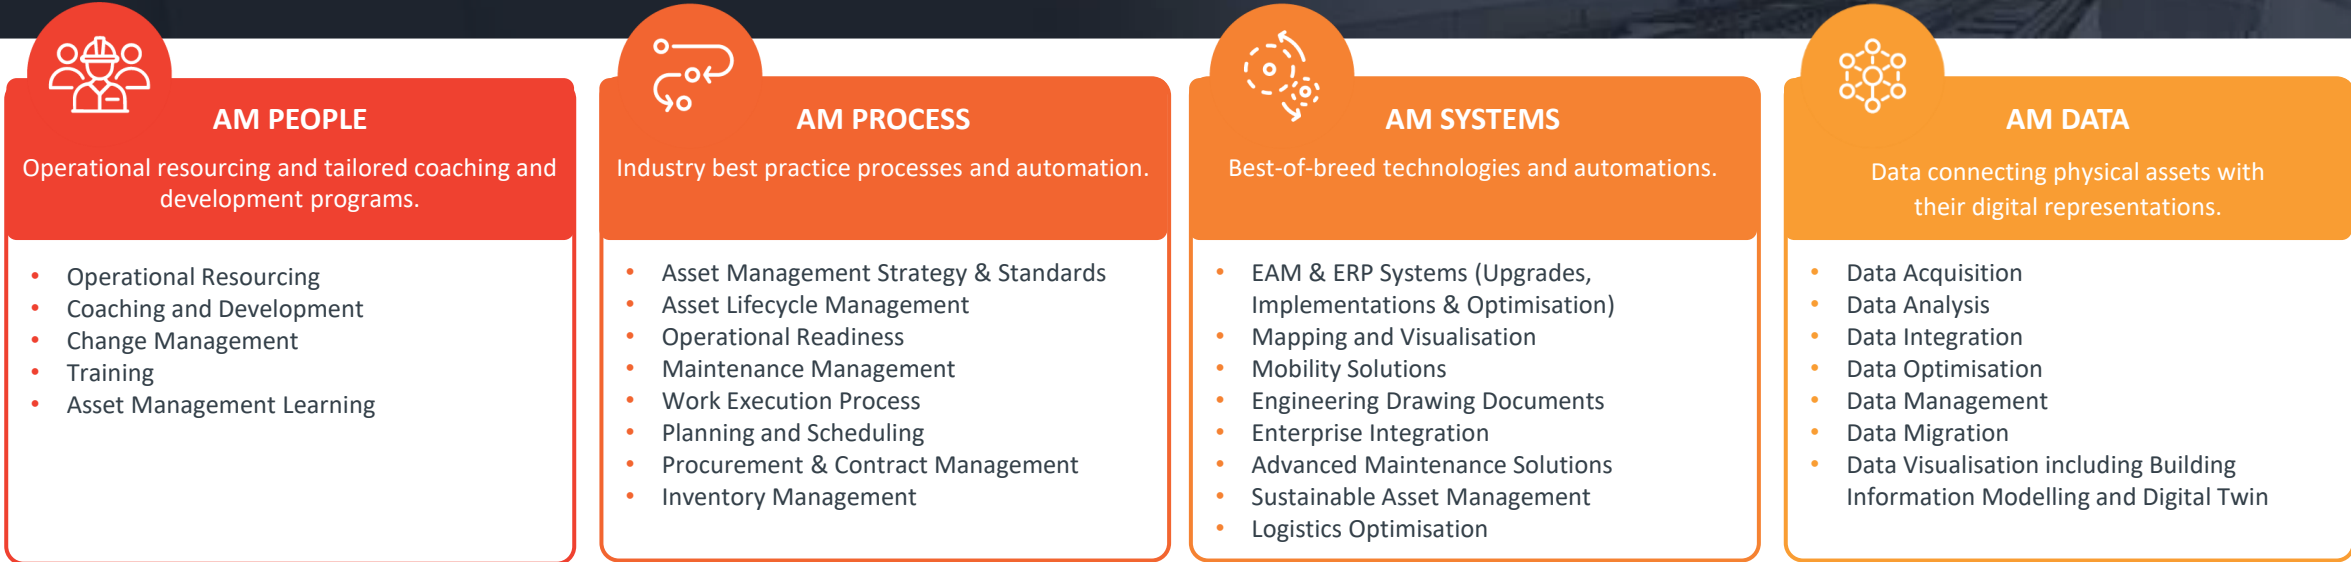 AM PEOPLE
Operational resourcing and tailored coaching and
development programs.
• Operational Resourcing
• Coaching and Development
• Change Management
• Training
• Asset Management Learning
AM PROCESS
Industry best practice processes and automation.
• Asset Management Strategy & Standards
• Asset Lifecycle Management
• Operational Readiness
• Maintenance Management
• Work Execution Process
• Planning and Scheduling
• Procurement & Contract Management
• Inventory Management
AM SYSTEMS
Best-of-breed technologies and automations.
• EAM & ERP Systems (Upgrades,
Implementations & Optimisation)
• Mapping and Visualisation
• Mobility Solutions
• Engineering Drawing Documents
• Enterprise Integration
• Advanced Maintenance Solutions
• Sustainable Asset Management
• Logistics Optimisation
AM DATA
Data connecting physical assets with
their digital representations.
• Data Acquisition
• Data Analysis
• Data Integration
• Data Optimisation
• Data Management
• Data Migration
• Data Visualisation including Building
Information Modelling and Digital Twin